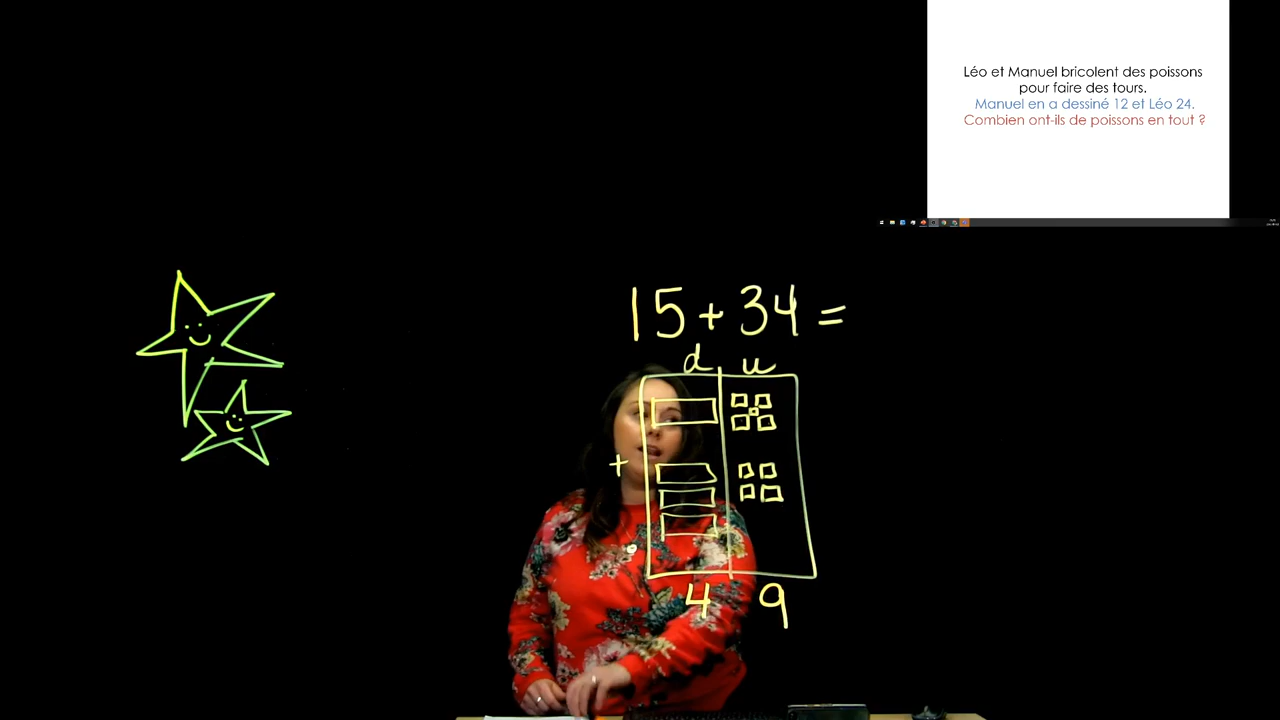 Léo et Manuel bricolent des poissons
pour faire des tours.
Manuel en a dessiné 12 et Léo 24.
Combien ont-ils de poissons en tout ?
15+34=
d u
+
4 9